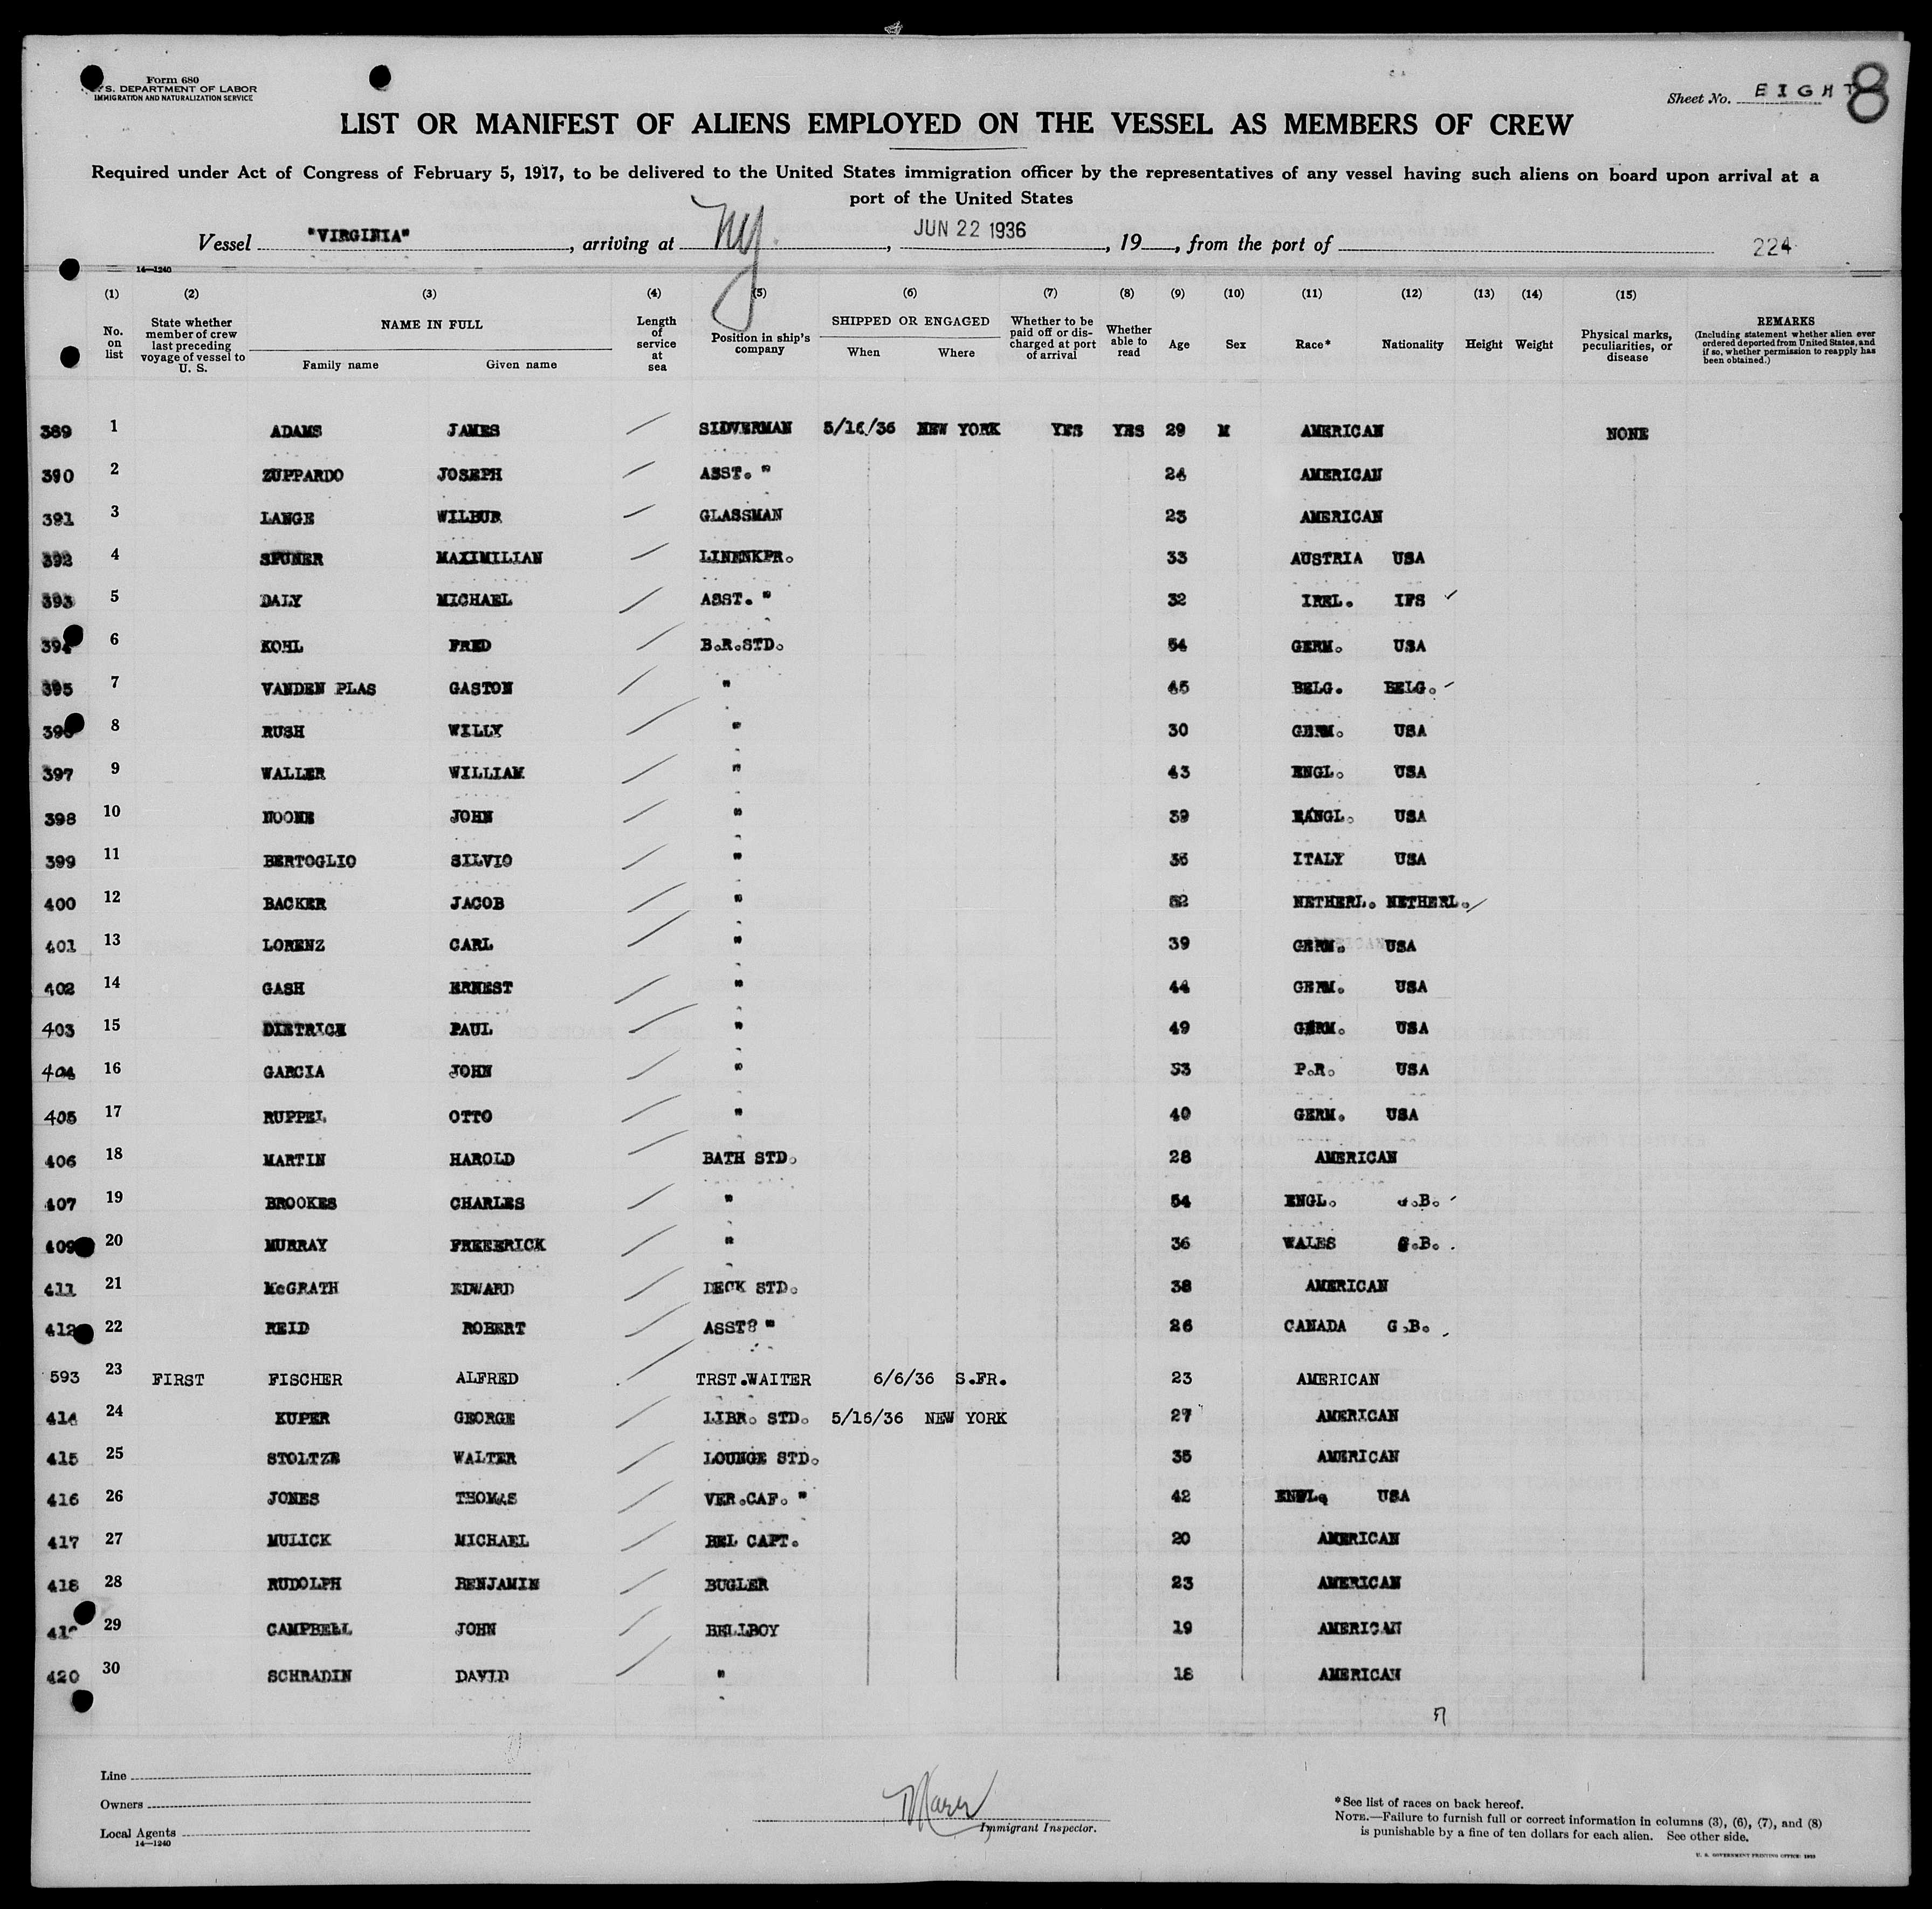 Form 680
U.S. DEPARTMENT OF LABOR
IMMIGRATION AND NATURALIZATION SERVICE
Sheet No. EIGHT 8
LIST OR MANIFEST OF ALIENS EMPLOYED ON THE VESSEL AS MEMBERS OF CREW
Required under Act of Congress of February 5, 1917, to be delivered to the United States immigration officer by the representatives of any vessel having such aliens on board upon arrival at a
port of the United States
Vessel "VIRGINIA", arriving at NY, JUN 22 1936, 19, from the port of 224
14—1240
(1) (2) (3) (4) (5) (6) (7) (8) (9) (10) (11) (12) (13) (14) (15)
No. on list State whether member of crew last preceding voyage of vessel to U. S. NAME IN FULL Family name Given name Length of service at sea Position in ship's company SHIPPED OR ENGAGED When Where Whether to be paid off or discharged at port of arrival Whether able to read Age Sex Race* Nationality Height Weight Physical marks, peculiarities, or disease REMARKS (Including statement whether alien ever ordered deported from United States, and if so, whether permission to reapply has been obtained.)
389 1 ADAMS JAMES SIDVERMAN 5/16/36 NEW YORK YES YES 29 M AMERICAN NONE
390 2 ZUPPARDO JOSEPH ASST. " 24 AMERICAN
391 3 LANGE WILBUR GLASSMAN 23 AMERICAN
392 4 SPUNER MAXIMILIAN LINENKPR. 33 AUSTRIA USA
393 5 DALY MICHAEL ASST. " 32 IREL. IFS
394 6 KOHL FRED B.R.STD. 54 GERM. USA
395 7 VANDEN PLAS GASTON " 45 BELG. BELG.
396 8 RUSH WILLY " 30 GERM. USA
397 9 WALLER WILLIAM " 43 ENGL. USA
398 10 NOONE JOHN " 39 ENGL. USA
399 11 BERTOGLIO SILVIO " 36 ITALY USA
400 12 BACKER JACOB " 52 NETHERL. NETHERL.
401 13 LORENZ CARL " 39 GERM. USA
402 14 GASH ERNEST " 44 GERM. USA
403 15 DIETRICH PAUL " 49 GERM. USA
404 16 GARCIA JOHN " 53 P.R. USA
405 17 RUPPEL OTTO " 40 GERM. USA
406 18 MARTIN HAROLD BATH STD. 28 AMERICAN
407 19 BROOKES CHARLES " 54 ENGL. G.B.
409 20 MURRAY FREEERICK " 36 WALES G.B.
411 21 McGRATH EDWARD DECK STD. 38 AMERICAN
412 22 REID ROBERT ASST? " 26 CANADA G.B.
593 23 FIRST FISCHER ALFRED TRST.WAITER 6/6/36 S.FR. 23 AMERICAN
414 24 KUPER GEORGE LIBR. STD. 5/16/36 NEW YORK 27 AMERICAN
415 25 STOLTZE WALTER LOUNGE STD. 35 AMERICAN
416 26 JONES THOMAS VER.CAF. " 42 ENGL. USA
417 27 MULICK MICHAEL BEL CAPT. 20 AMERICAN
418 28 RUDOLPH BENJAMIN BUGLER 23 AMERICAN
29 CAMPBELL JOHN BELLBOY 19 AMERICAN
420 30 SCHRADIN DAVID " 18 AMERICAN
Line
Owners
Local Agents
14—1240
Immigrant Inspector.
*See list of races on back hereof.
NOTE.—Failure to furnish full or correct information in columns (3), (6), (7), and (8)
is punishable by a fine of ten dollars for each alien. See other side.